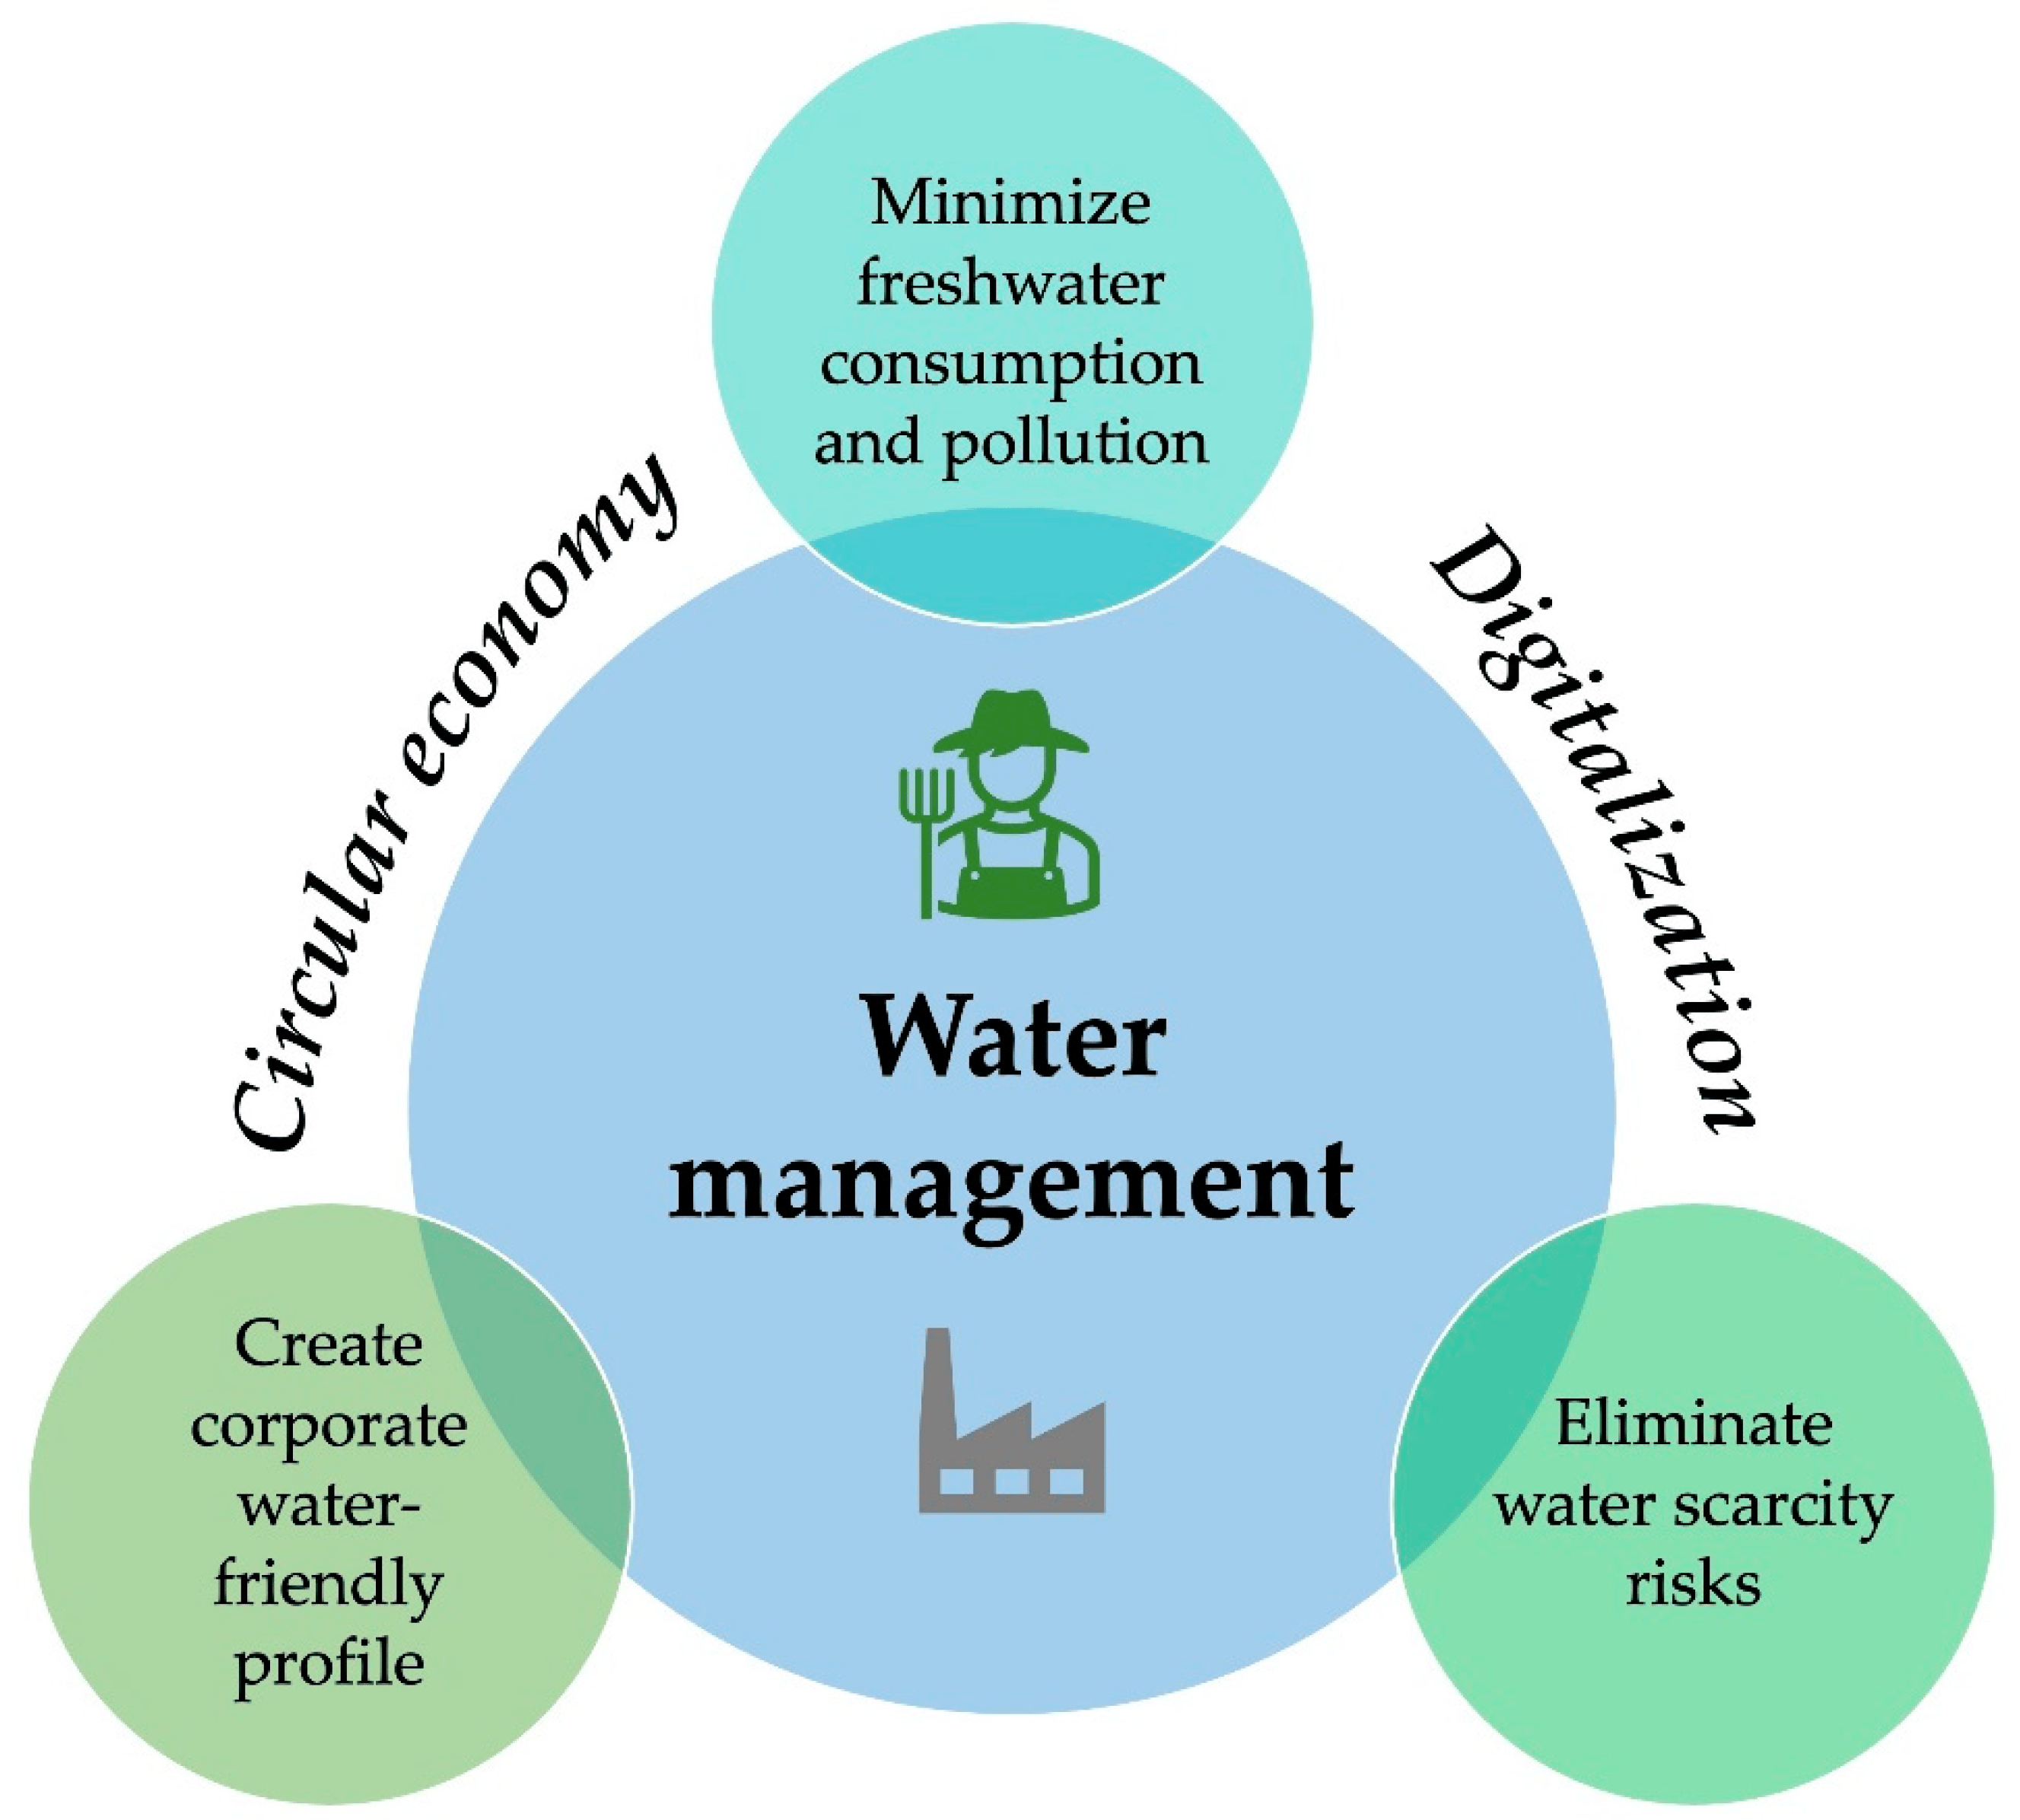 Minimize
freshwater
consumption
and pollution
Circular economy
Digitalization
Water
management
Create
corporate
water-
friendly
profile
Eliminate
water scarcity
risks